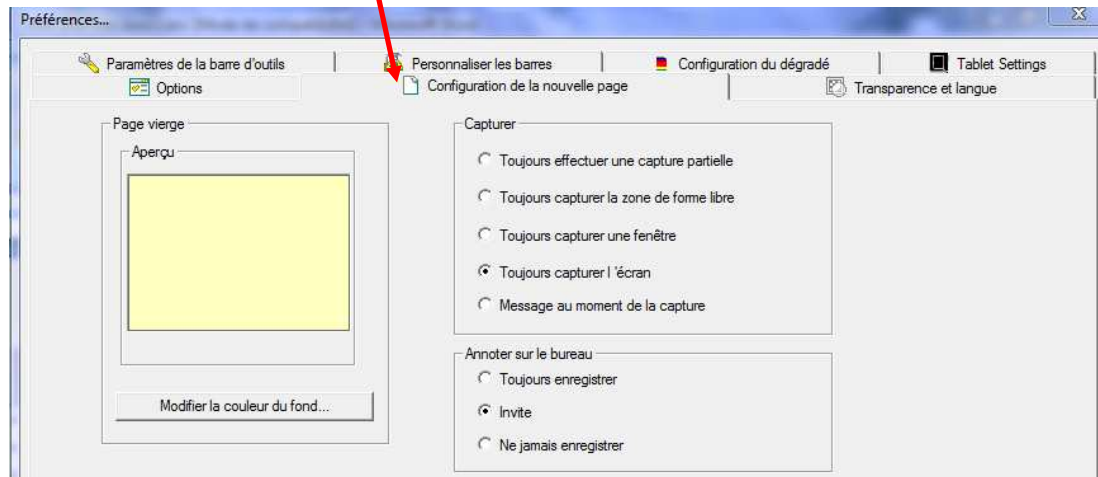 Préférences...
Paramètres de la barre d'outils
Personnaliser les barres
Configuration du dégradé
Tablet Settings
Options
Configuration de la nouvelle page
Transparence et langue
Page vierge
Aperçu
Modifier la couleur du fond...
Capturer
Toujours effectuer une capture partielle
Toujours capturer la zone de forme libre
Toujours capturer une fenêtre
Toujours capturer l 'écran
Message au moment de la capture
Annoter sur le bureau
Toujours enregistrer
Invite
Ne jamais enregistrer